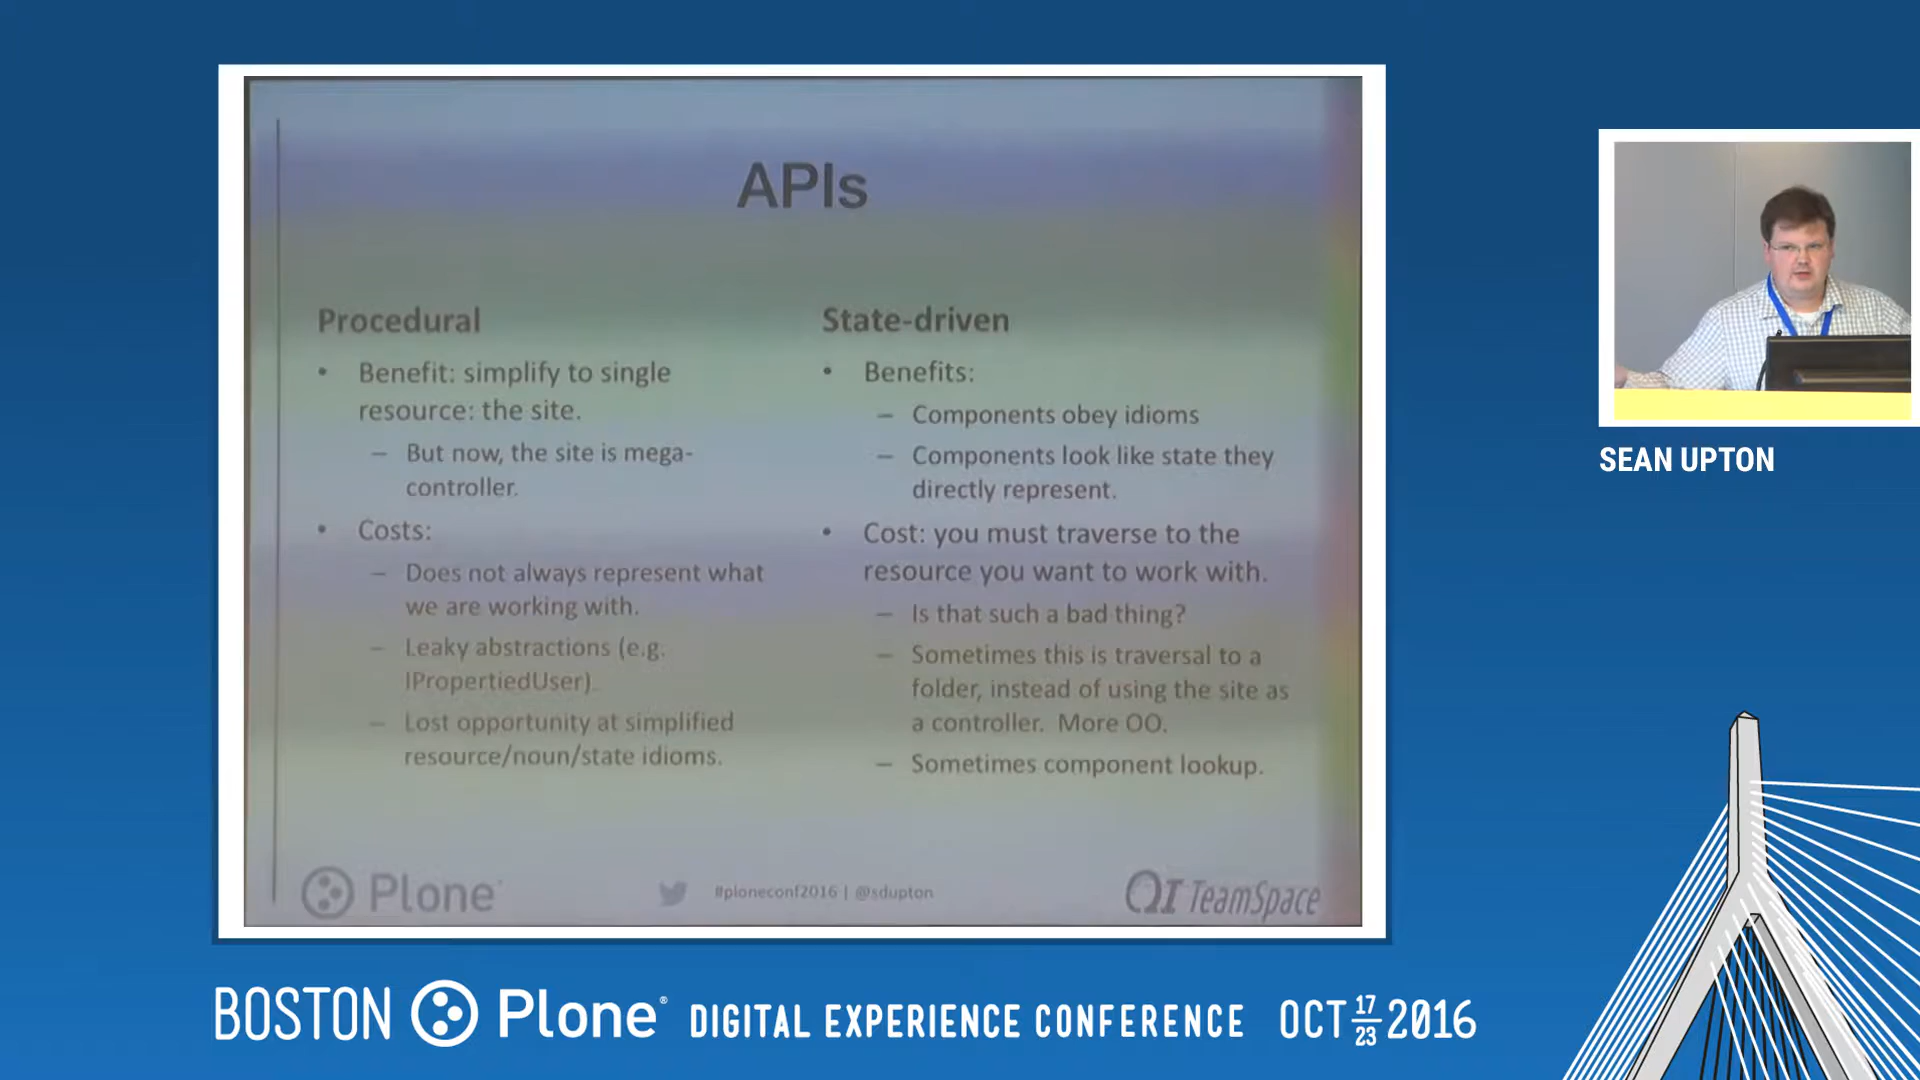 APIs
Procedural
• Benefit: simplify to single
resource: the site.
– But now, the site is mega-
controller.
• Costs:
– Does not always represent what
we are working with.
– Leaky abstractions (e.g.
IPropertiedUser).
– Lost opportunity at simplified
resource/noun/state idioms.
State-driven
• Benefits:
– Components obey idioms
– Components look like state they
directly represent.
• Cost: you must traverse to the
resource you want to work with.
– Is that such a bad thing?
– Sometimes this is traversal to a
folder, instead of using the site as
a controller. More OO.
– Sometimes component lookup.
Plone
#ploneconf2016 | @sdupton
QI TeamSpace
SEAN UPTON
BOSTON Plone® DIGITAL EXPERIENCE CONFERENCE OCT 17 23 2016